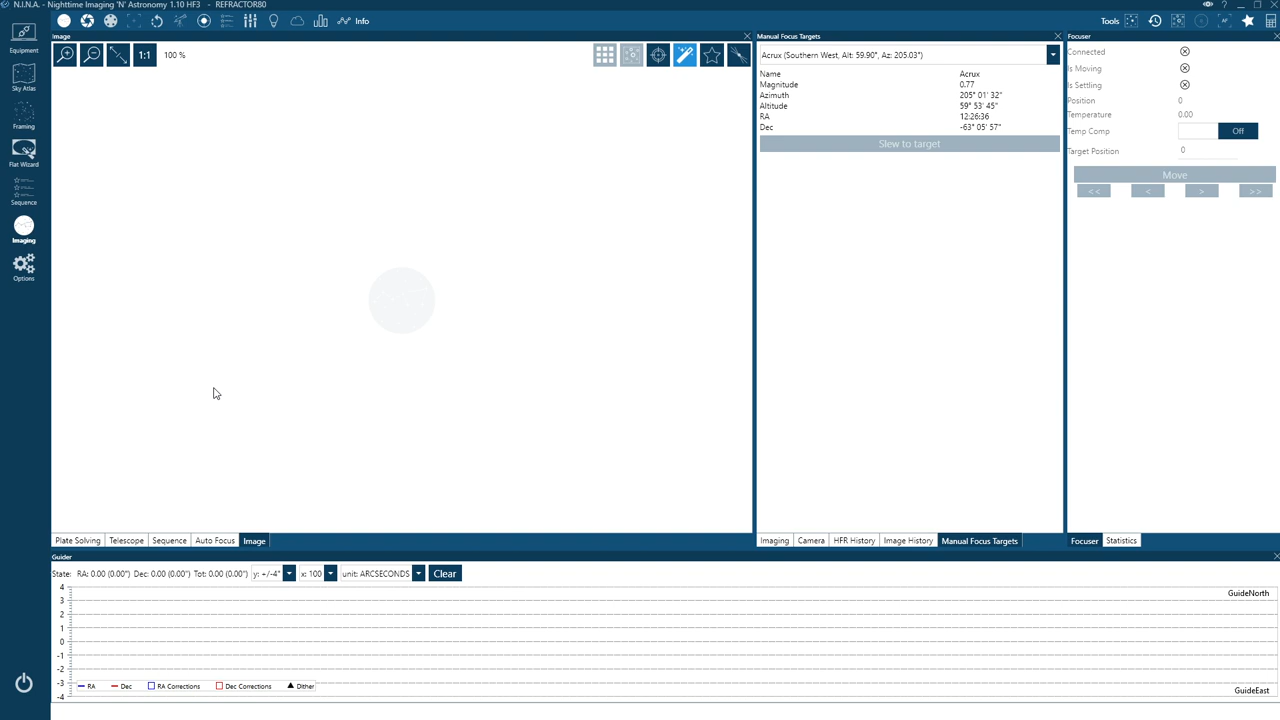 N.I.N.A. - Nighttime Imaging 'N' Astronomy 1.10 HF3 - REFRACTOR80
Info
Tools
Equipment
Sky Atlas
Framing
Flat Wizard
Sequence
Imaging
Options
Image
1:1
100 %
Plate Solving
Telescope
Sequence
Auto Focus
Image
Manual Focus Targets
Acrux (Southern West, Alt: 59.90°, Az: 205.03°)
Name Acrux
Magnitude 0.77
Azimuth 205° 01' 32"
Altitude 59° 53' 45"
RA 12:26:36
Dec -63° 05' 57"
Slew to target
Imaging
Camera
HFR History
Image History
Manual Focus Targets
Focuser
Connected
Is Moving
Is Settling
Position 0
Temperature 0.00
Temp Comp Off
Target Position 0
Move
<< < > >>
Focuser
Statistics
Guider
State: RA: 0.00 (0.00") Dec: 0.00 (0.00") Tot: 0.00 (0.00") y: +/-4" x: 100 unit: ARCSECONDS Clear
4
3
2
1
0
-1
-2
-3
-4
GuideNorth
GuideEast
RA Dec RA Corrections Dec Corrections Dither